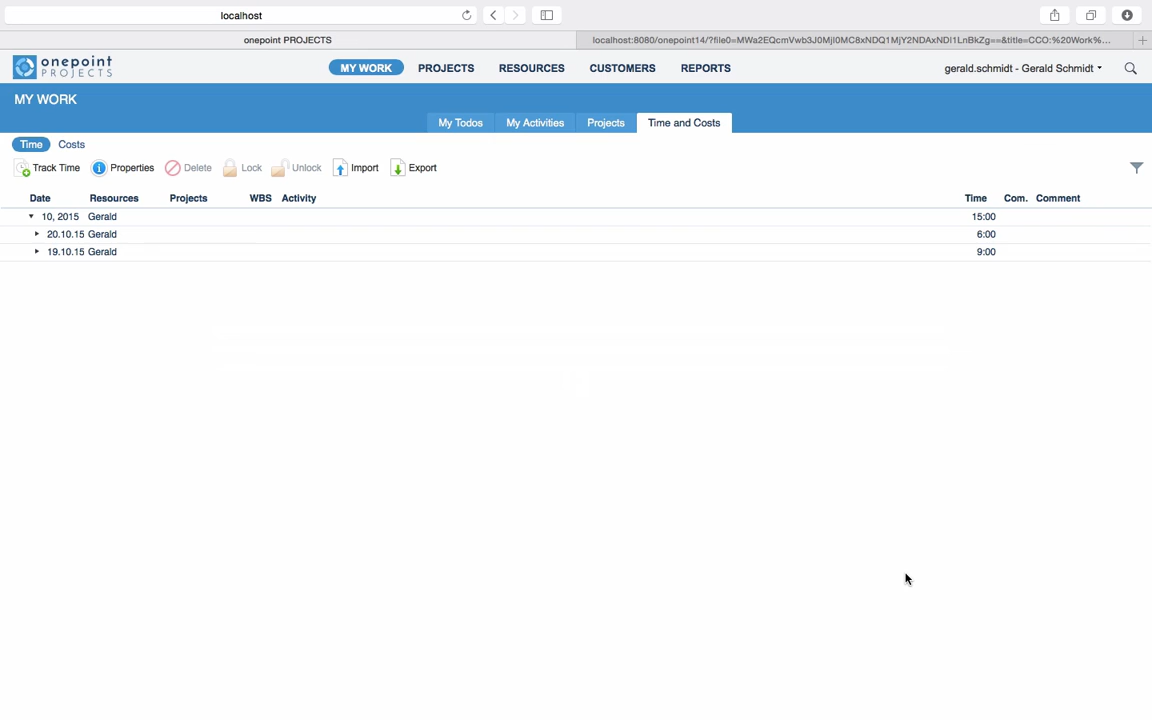 localhost
onepoint PROJECTS
localhost:8080/onepoint14/?file0=MWa2EQcmVwb3J0MjI0MC8xNDQ1MjY2NDAxNDI1LnBkZg==&title=CCO:%20Work%...
onepoint PROJECTS
MY WORK PROJECTS RESOURCES CUSTOMERS REPORTS
gerald.schmidt - Gerald Schmidt
MY WORK
My Todos My Activities Projects Time and Costs
Time Costs
Track Time Properties Delete Lock Unlock Import Export
Date Resources Projects WBS Activity Time Com. Comment
10, 2015 Gerald 15:00
20.10.15 Gerald 6:00
19.10.15 Gerald 9:00